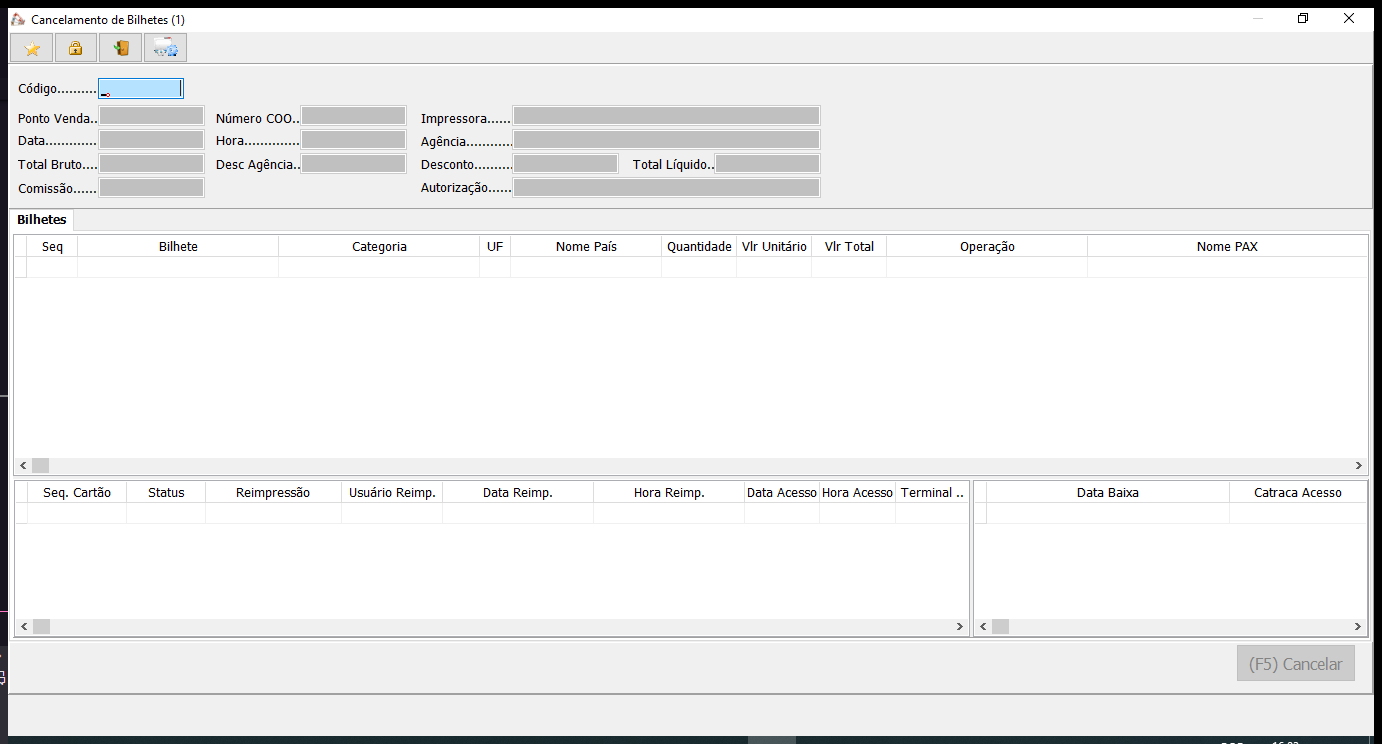 Cancelamento de Bilhetes (1)
Código..........
Ponto Venda.. Número COO.. Impressora......
Data............. Hora.............. Agência............
Total Bruto.... Desc Agência.. Desconto.......... Total Líquido..
Comissão...... Autorização......
Bilhetes
Seq Bilhete Categoria UF Nome País Quantidade Vlr Unitário Vlr Total Operação Nome PAX
Seq. Cartão Status Reimpressão Usuário Reimp. Data Reimp. Hora Reimp. Data Acesso Hora Acesso Terminal .. Data Baixa Catraca Acesso
(F5) Cancelar